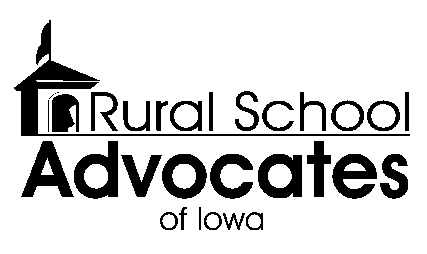 Rural School
Advocates
of Iowa